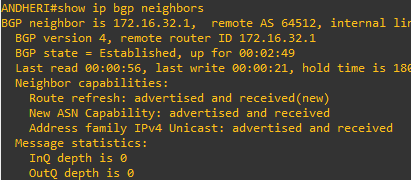 ANDHERI#show ip bgp neighbors
BGP neighbor is 172.16.32.1,  remote AS 64512, internal lin
  BGP version 4, remote router ID 172.16.32.1
  BGP state = Established, up for 00:02:49
  Last read 00:00:56, last write 00:00:21, hold time is 180
  Neighbor capabilities:
    Route refresh: advertised and received(new)
    New ASN Capability: advertised and received
    Address family IPv4 Unicast: advertised and received
  Message statistics:
    InQ depth is 0
    OutQ depth is 0